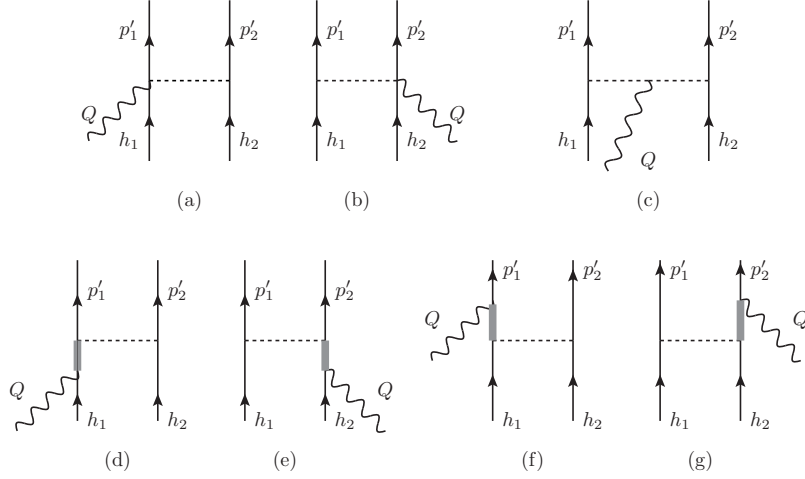 p′₁ p′₂ p′₁ p′₂ p′₁ p′₂
Q Q
h₁ h₂ h₁ h₂ h₁ Q h₂
(a) (b) (c)
p′₁ p′₂ p′₁ p′₂ p′₁ p′₂ p′₁ p′₂
Q Q Q Q
h₁ h₂ h₁ h₂ h₁ h₂ h₁ h₂
(d) (e) (f) (g)